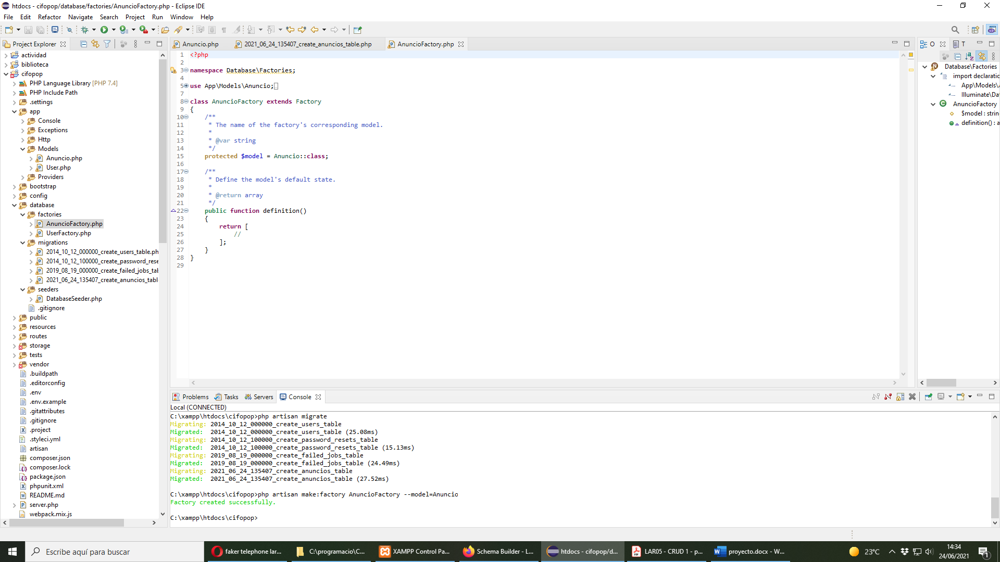 htdocs - cifopop/database/factories/AnuncioFactory.php - Eclipse IDE
File Edit Refactor Navigate Search Project Run Window Help
Project Explorer
actividad
biblioteca
cifopop
PHP Language Library [PHP 7.4]
PHP Include Path
.settings
app
Console
Exceptions
Http
Models
Anuncio.php
User.php
Providers
bootstrap
config
database
factories
AnuncioFactory.php
UserFactory.php
migrations
2014_10_12_000000_create_users_table.ph
2014_10_12_100000_create_password_rese
2019_08_19_000000_create_failed_jobs_tab
2021_06_24_135407_create_anuncios_tabl
seeders
DatabaseSeeder.php
.gitignore
public
resources
routes
storage
tests
vendor
.buildpath
.editorconfig
.env
.env.example
.gitattributes
.gitignore
.project
.styleci.yml
artisan
composer.json
composer.lock
package.json
phpunit.xml
README.md
server.php
webpack.mix.js
Anuncio.php 2021_06_24_135407_create_anuncios_table.php AnuncioFactory.php
1 <?php
2
3 namespace Database\Factories;
4
5 use App\Models\Anuncio;
7
8 class AnuncioFactory extends Factory
9 {
10 /**
11 * The name of the factory's corresponding model.
12 *
13 * @var string
14 */
15 protected $model = Anuncio::class;
16
17 /**
18 * Define the model's default state.
19 *
20 * @return array
21 */
22 public function definition()
23 {
24 return [
25 //
26 ];
27 }
28 }
29
O T
Database\Factories
import declaratic
App\Models\A
Illuminate\Da
AnuncioFactory
$model : strin
definition() : a
Problems Tasks Servers Console
Local (CONNECTED)
C:\xampp\htdocs\cifopop>php artisan migrate
Migrating: 2014_10_12_000000_create_users_table
Migrated: 2014_10_12_000000_create_users_table (25.08ms)
Migrating: 2014_10_12_100000_create_password_resets_table
Migrated: 2014_10_12_100000_create_password_resets_table (15.13ms)
Migrating: 2019_08_19_000000_create_failed_jobs_table
Migrated: 2019_08_19_000000_create_failed_jobs_table (24.49ms)
Migrating: 2021_06_24_135407_create_anuncios_table
Migrated: 2021_06_24_135407_create_anuncios_table (27.52ms)
C:\xampp\htdocs\cifopop>php artisan make:factory AnuncioFactory --model=Anuncio
Factory created successfully.
C:\xampp\htdocs\cifopop>
Escribe aquí para buscar
faker telephone lar...
C:\programacio\C...
XAMPP Control Pa...
Schema Builder - L...
htdocs - cifopop/d...
LAR05 - CRUD 1 - p...
proyecto.docx - W...
23°C
14:34
24/06/2021
1